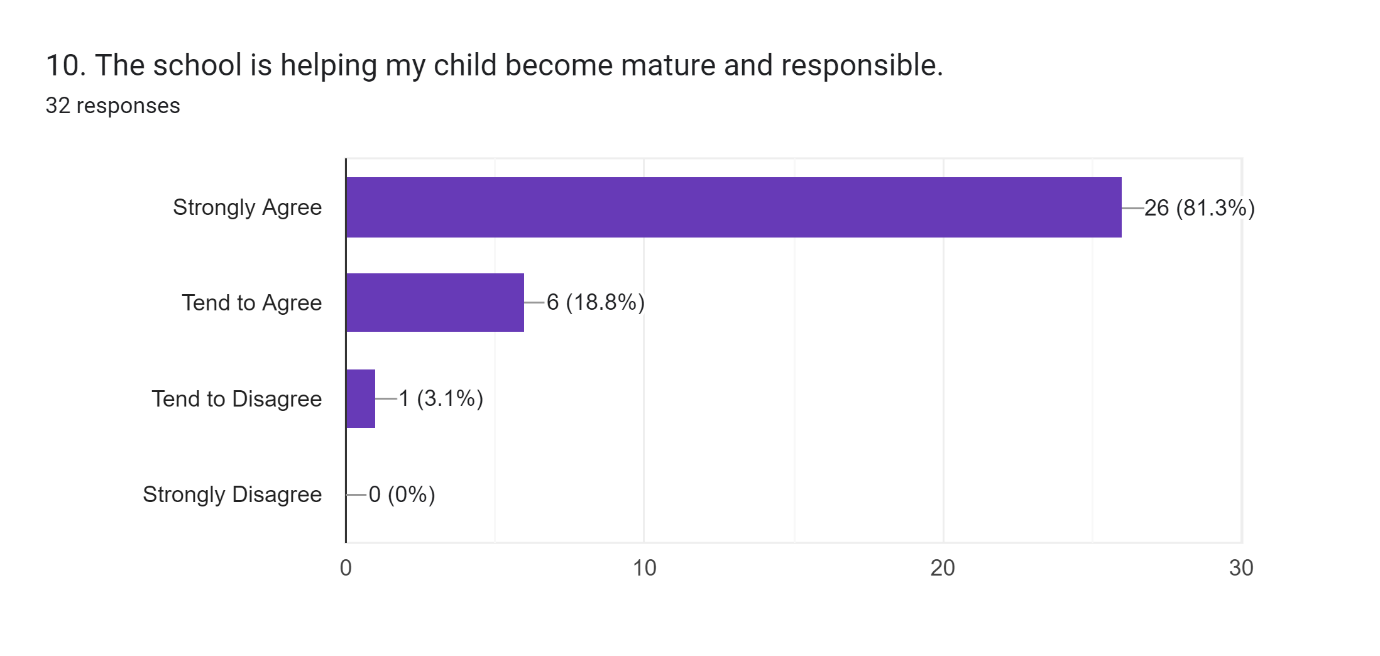 10. The school is helping my child become mature and responsible.
32 responses
Strongly Agree
26 (81.3%)
Tend to Agree
6 (18.8%)
Tend to Disagree
1 (3.1%)
Strongly Disagree
0 (0%)
0
10
20
30